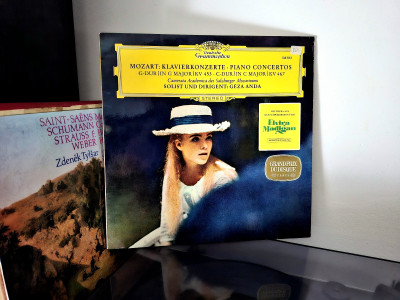 Deutsche
Grammophon
MOZART: KLAVIERKONZERTE · PIANO CONCERTOS
G-DUR/IN G MAJOR/KV 453 · C-DUR/IN C MAJOR/KV 467
Camerata Academica des Salzburger Mozarteums
SOLIST UND DIRIGENT: GÉZA ANDA
STEREO
Elvira
Madigan
GRAND PRIX
DU DISQUE
SAINT-SAËNS
SCHUMANN
STRAUSS
WEBER
Zdeněk Tylšar